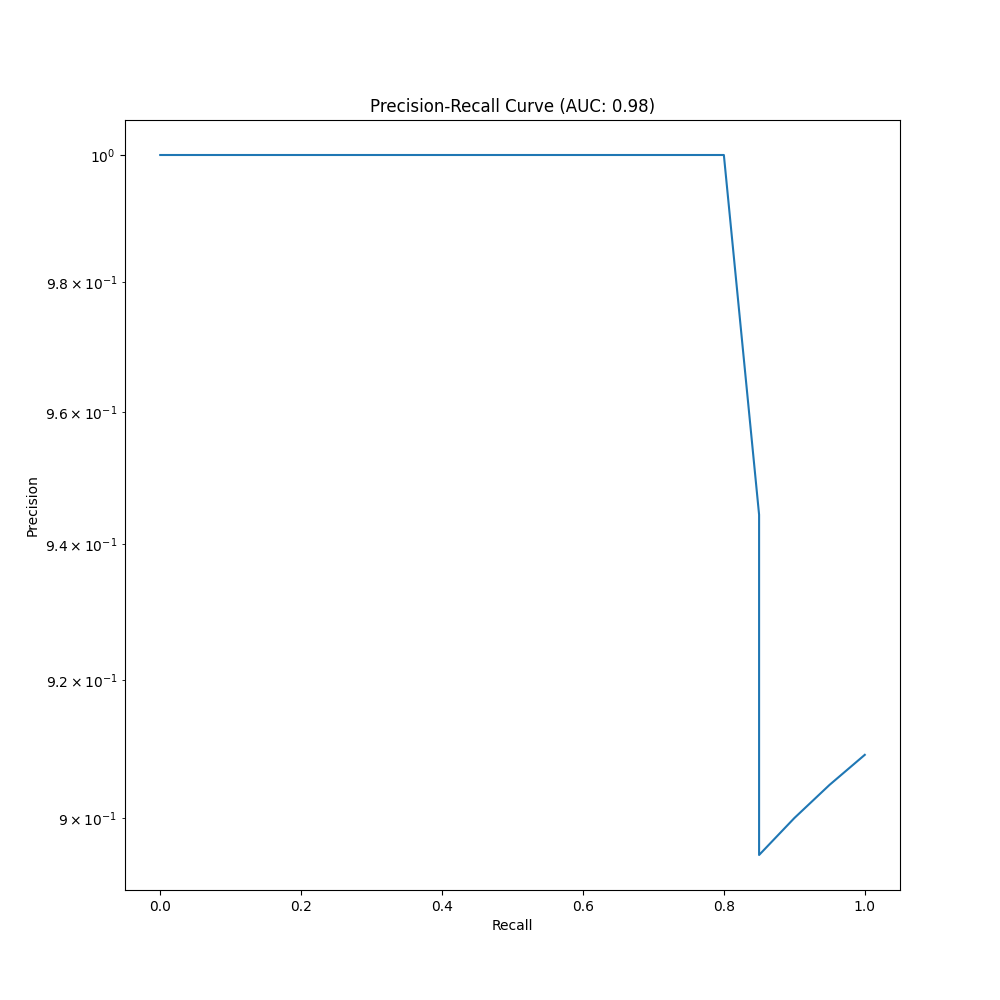 Precision-Recall Curve (AUC: 0.98)
10⁰
9.8 × 10⁻¹
9.6 × 10⁻¹
9.4 × 10⁻¹
9.2 × 10⁻¹
9 × 10⁻¹
Precision
0.0 0.2 0.4 0.6 0.8 1.0
Recall